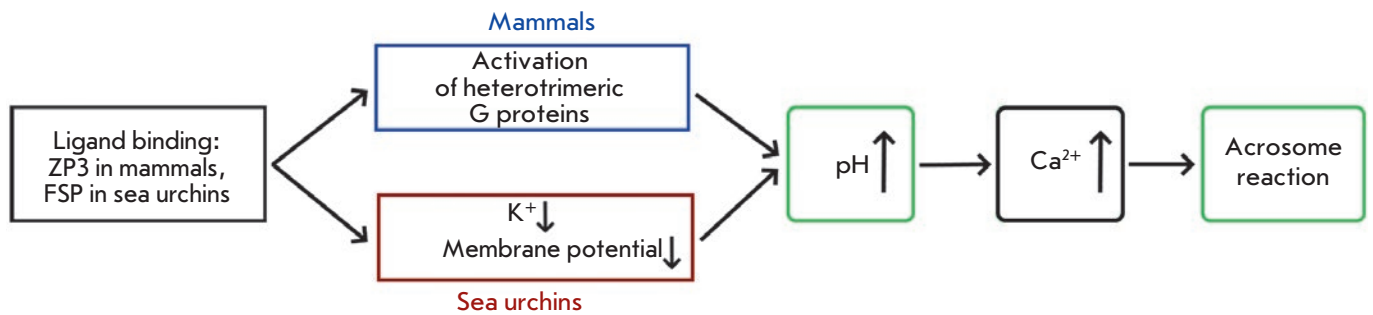 Mammals
Activation
of heterotrimeric
G proteins
Ligand binding:
ZP3 in mammals,
FSP in sea urchins
K⁺↓
Membrane potential↓
Sea urchins
pH↑
Ca²⁺↑
Acrosome
reaction